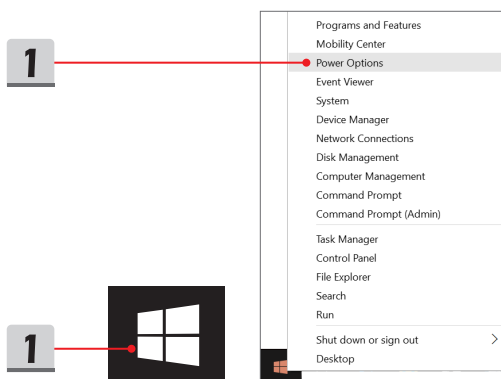 1
Programs and Features
Mobility Center
Power Options
Event Viewer
System
Device Manager
Network Connections
Disk Management
Computer Management
Command Prompt
Command Prompt (Admin)
Task Manager
Control Panel
File Explorer
Search
Run
Shut down or sign out
Desktop
1